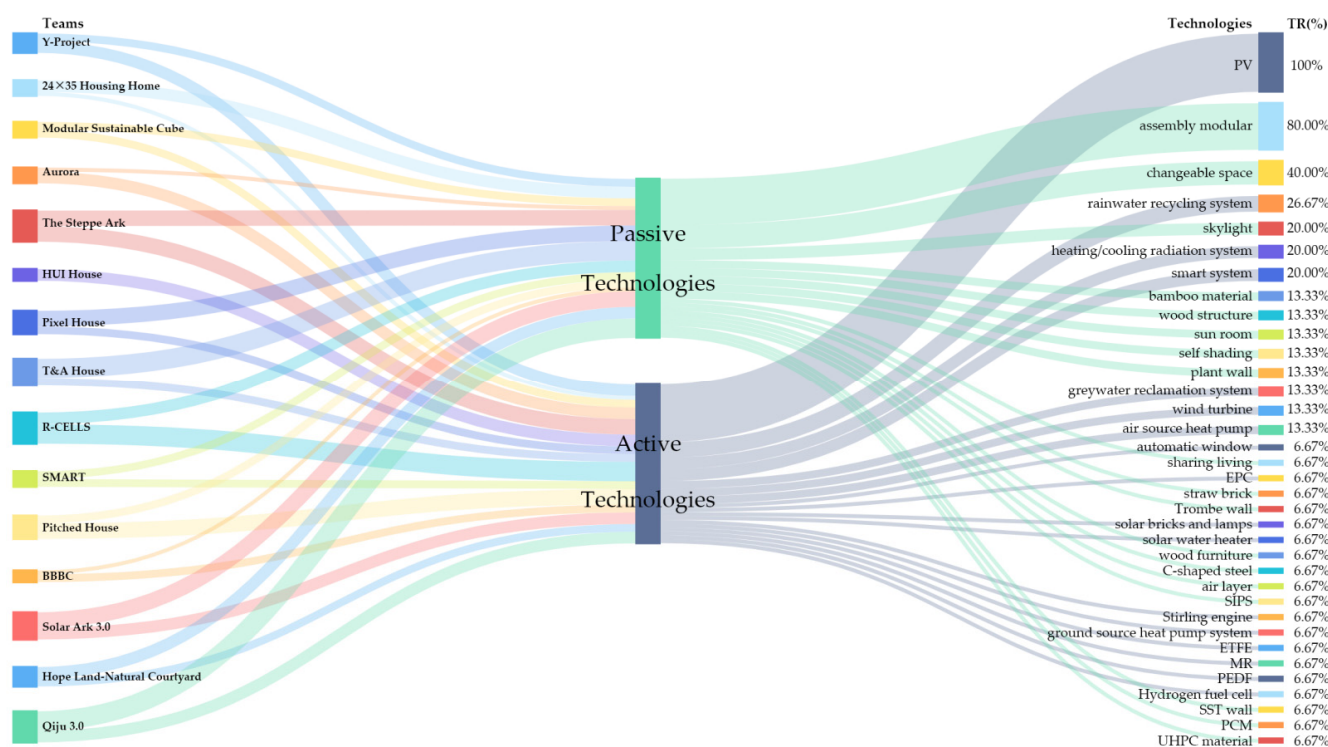 Teams
Y-Project
24×35 Housing Home
Modular Sustainable Cube
Aurora
The Steppe Ark
HUI House
Pixel House
T&A House
R-CELLS
SMART
Pitched House
BBBC
Solar Ark 3.0
Hope Land-Natural Courtyard
Qiju 3.0
Passive
Technologies
Active
Technologies
Technologies TR(%)
PV 100%
assembly modular 80.00%
changeable space 40.00%
rainwater recycling system 26.67%
skylight 20.00%
heating/cooling radiation system 20.00%
smart system 20.00%
bamboo material 13.33%
wood structure 13.33%
sun room 13.33%
self shading 13.33%
plant wall 13.33%
greywater reclamation system 13.33%
wind turbine 13.33%
air source heat pump 13.33%
automatic window 6.67%
sharing living 6.67%
EPC 6.67%
straw brick 6.67%
Trombe wall 6.67%
solar bricks and lamps 6.67%
solar water heater 6.67%
wood furniture 6.67%
C-shaped steel 6.67%
air layer 6.67%
SIPS 6.67%
Stirling engine 6.67%
ground source heat pump system 6.67%
ETFE 6.67%
MR 6.67%
PEDF 6.67%
Hydrogen fuel cell 6.67%
SST wall 6.67%
PCM 6.67%
UHPC material 6.67%